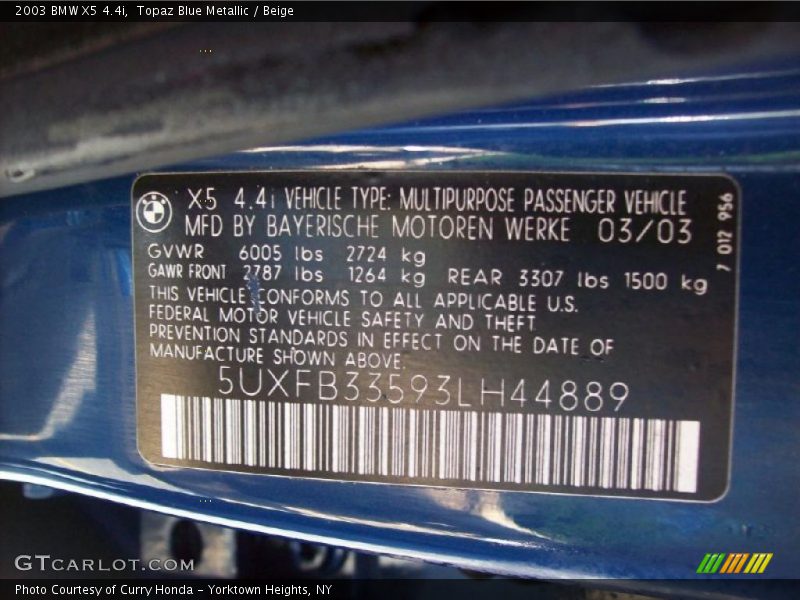 2003 BMW X5 4.4i, Topaz Blue Metallic / Beige
X5 4.4i VEHICLE TYPE: MULTIPURPOSE PASSENGER VEHICLE
MFD BY BAYERISCHE MOTOREN WERKE 03/03
GVWR 6005 lbs 2724 kg
GAWR FRONT 2787 lbs 1264 kg REAR 3307 lbs 1500 kg
THIS VEHICLE CONFORMS TO ALL APPLICABLE U.S.
FEDERAL MOTOR VEHICLE SAFETY AND THEFT
PREVENTION STANDARDS IN EFFECT ON THE DATE OF
MANUFACTURE SHOWN ABOVE.
5UXFB33593LH44889
7 012 956
GTCARLOT.COM
Photo Courtesy of Curry Honda - Yorktown Heights, NY